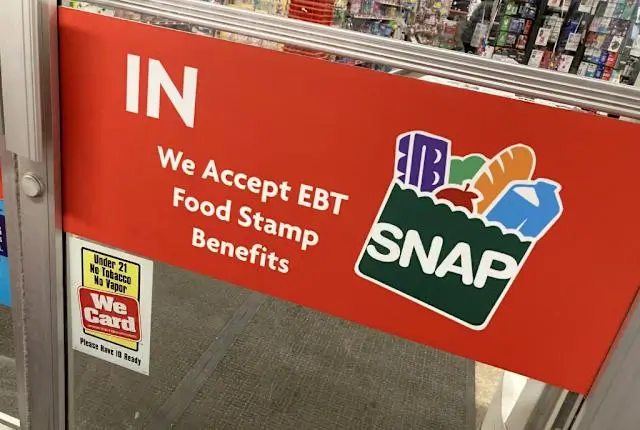 IN
We Accept EBT
Food Stamp
Benefits
SNAP
Under 21
No Tobacco
No Vapor
We
Card
Please Have ID Ready